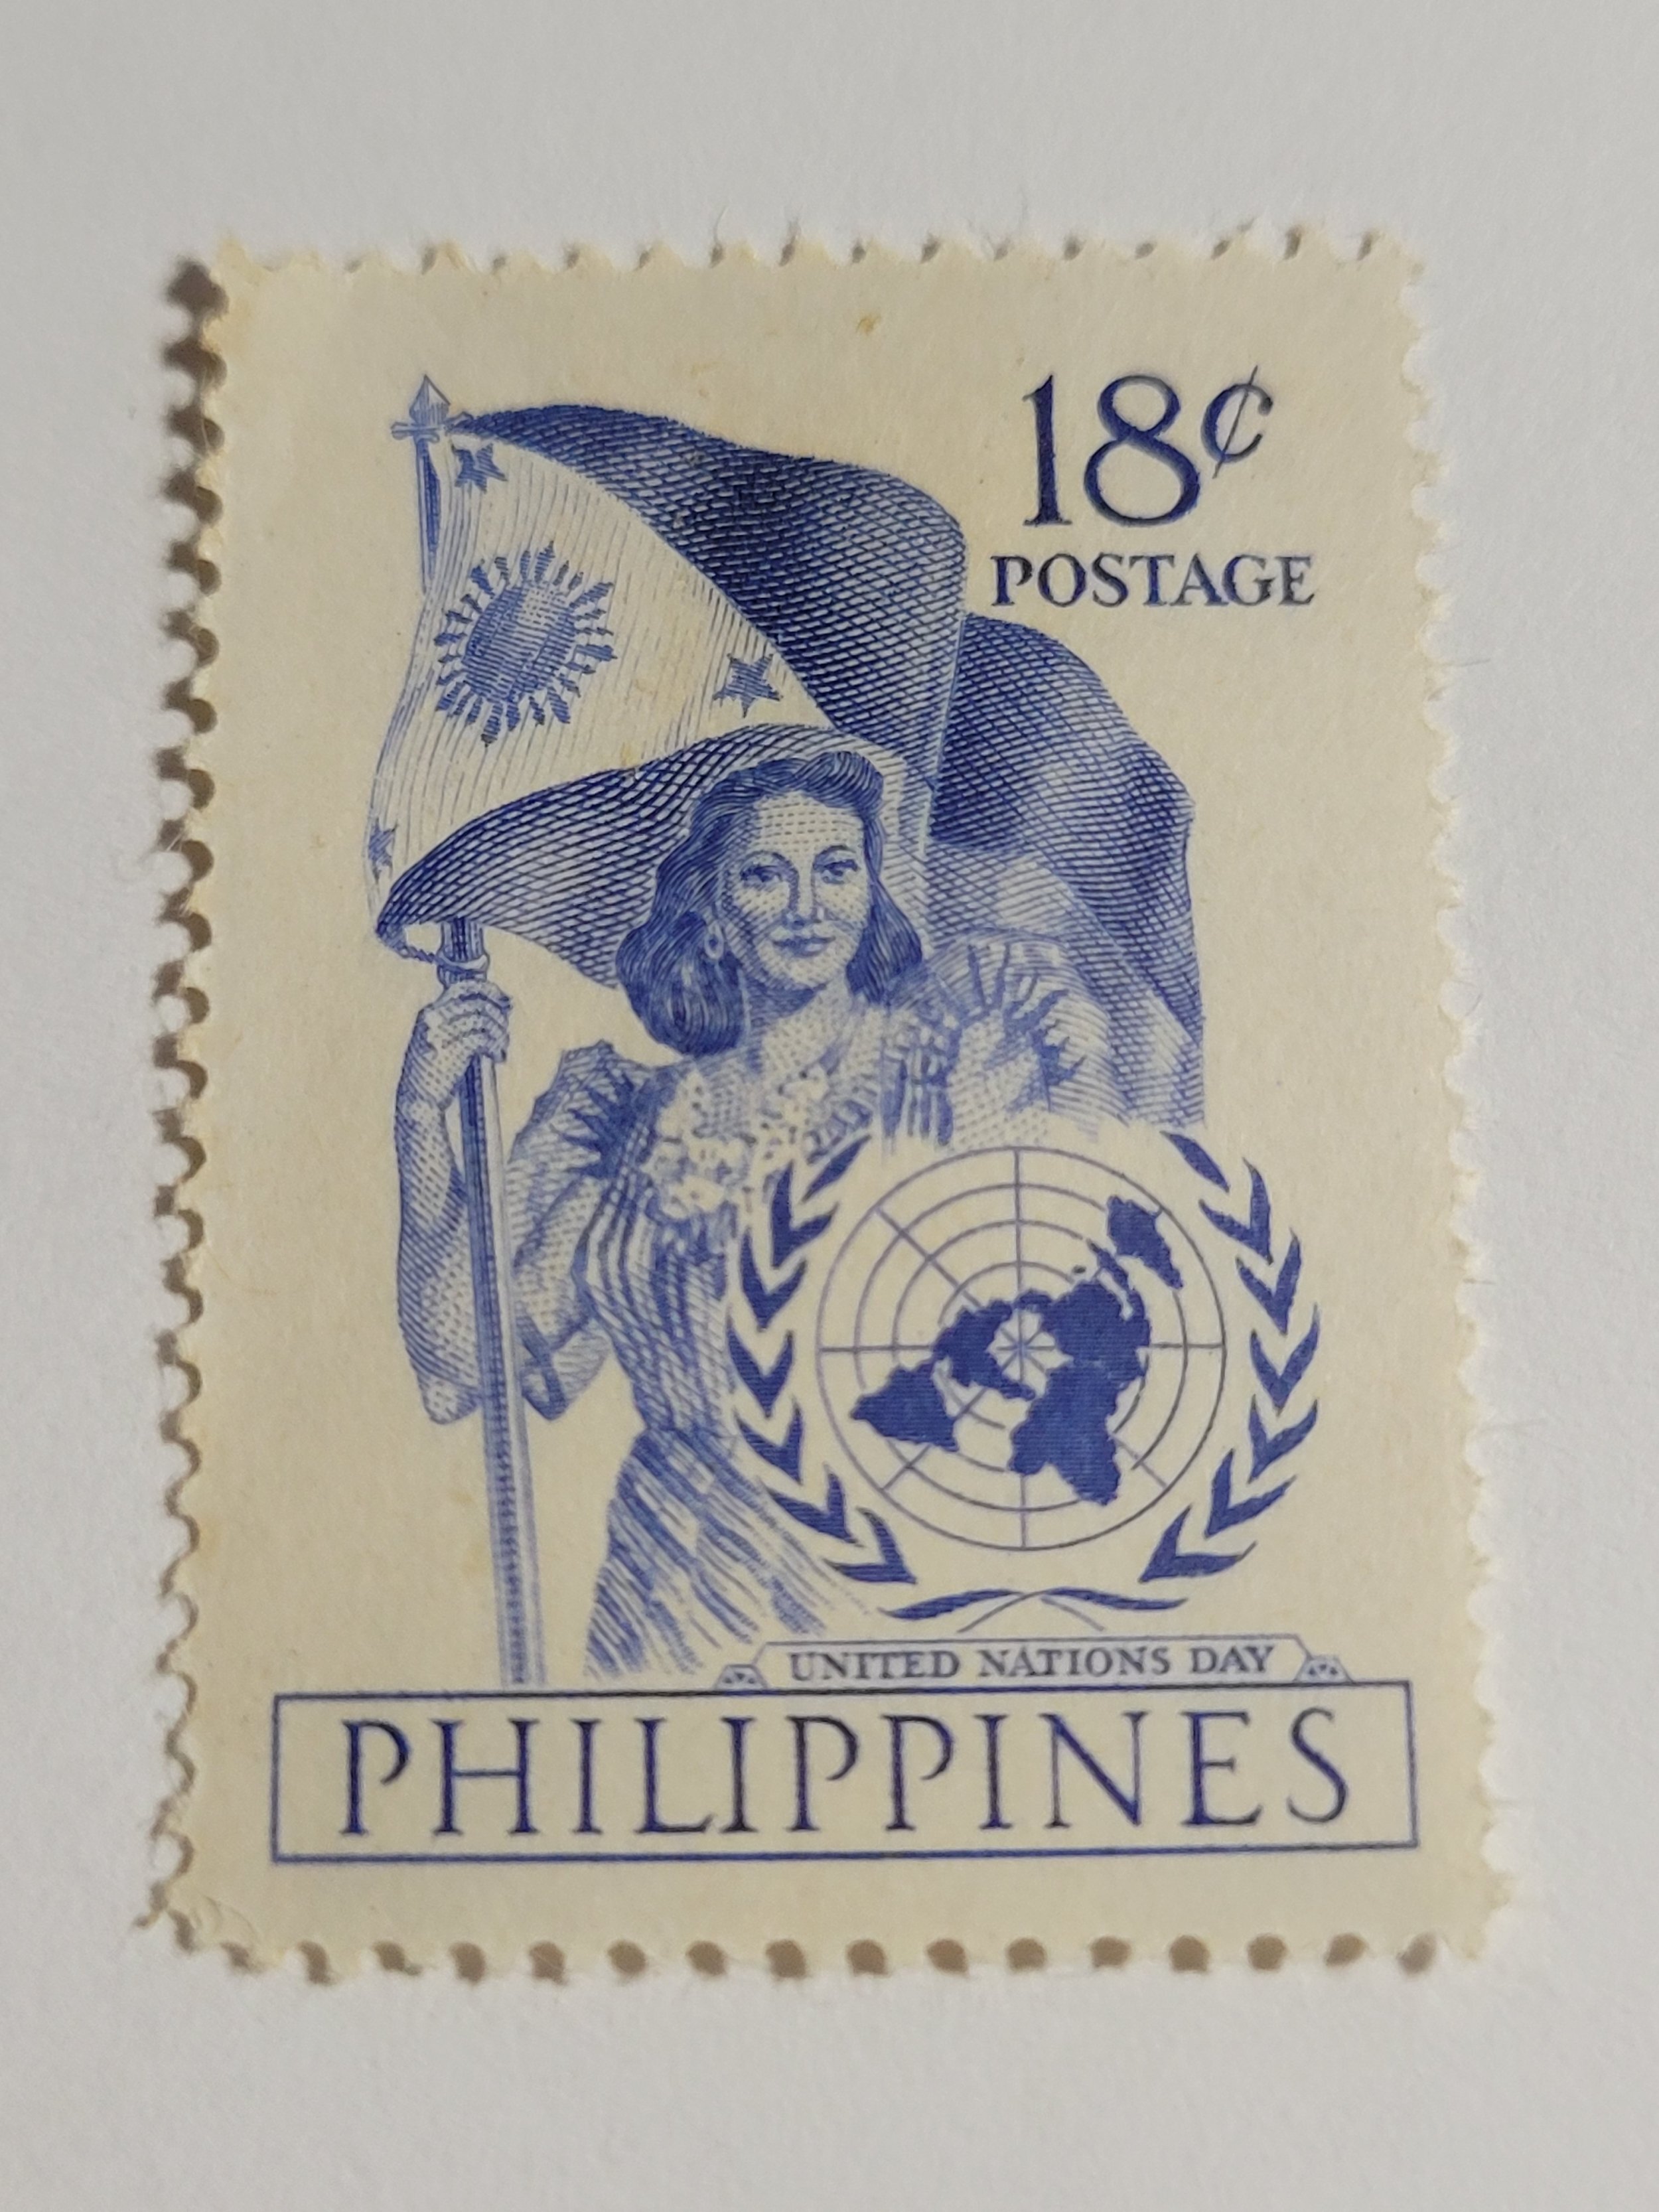 18¢
POSTAGE
UNITED NATIONS DAY
PHILIPPINES